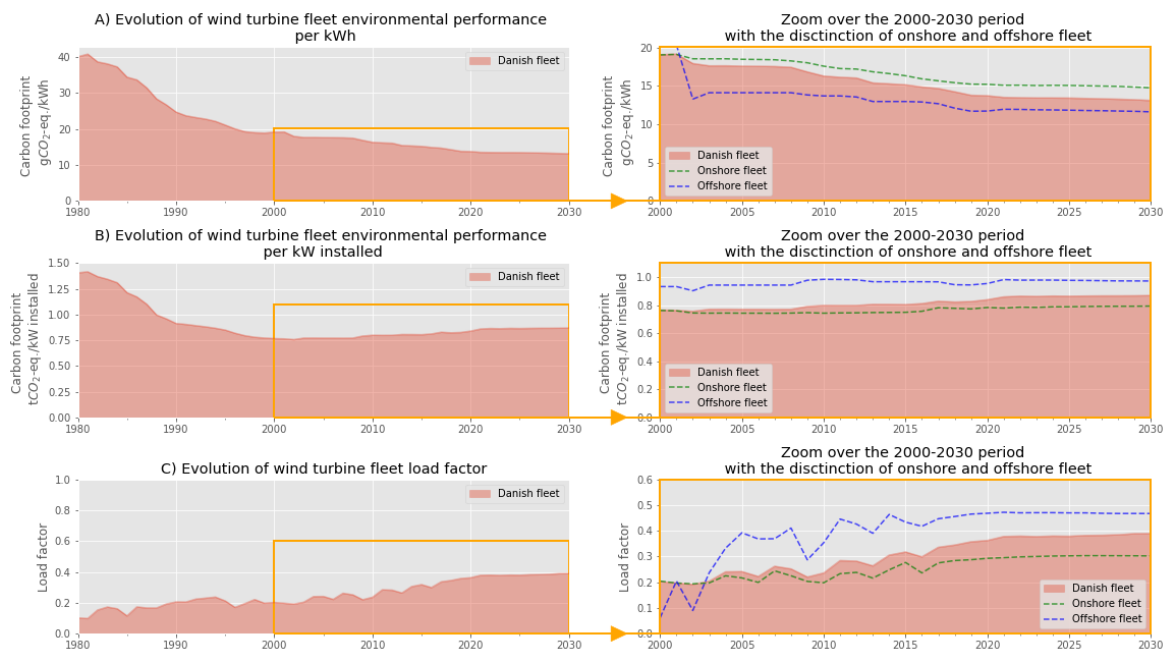 A) Evolution of wind turbine fleet environmental performance
per kWh
Carbon footprint
gCO2-eq./kWh
40
30
20
10
0
Danish fleet
1980
1990
2000
2010
2020
2030
Zoom over the 2000-2030 period
with the disctinction of onshore and offshore fleet
Carbon footprint
gCO2-eq./kWh
20
15
10
5
0
Danish fleet
Onshore fleet
Offshore fleet
2000
2005
2010
2015
2020
2025
2030
B) Evolution of wind turbine fleet environmental performance
per kW installed
Carbon footprint
tCO2-eq./kW installed
1.50
1.25
1.00
0.75
0.50
0.25
0.00
Danish fleet
1980
1990
2000
2010
2020
2030
Zoom over the 2000-2030 period
with the disctinction of onshore and offshore fleet
Carbon footprint
tCO2-eq./kW installed
1.0
0.8
0.6
0.4
0.2
0.0
Danish fleet
Onshore fleet
Offshore fleet
2000
2005
2010
2015
2020
2025
2030
C) Evolution of wind turbine fleet load factor
Load factor
1.0
0.8
0.6
0.4
0.2
0.0
Danish fleet
1980
1990
2000
2010
2020
2030
Zoom over the 2000-2030 period
with the disctinction of onshore and offshore fleet
Load factor
0.6
0.5
0.4
0.3
0.2
0.1
0.0
Danish fleet
Onshore fleet
Offshore fleet
2000
2005
2010
2015
2020
2025
2030